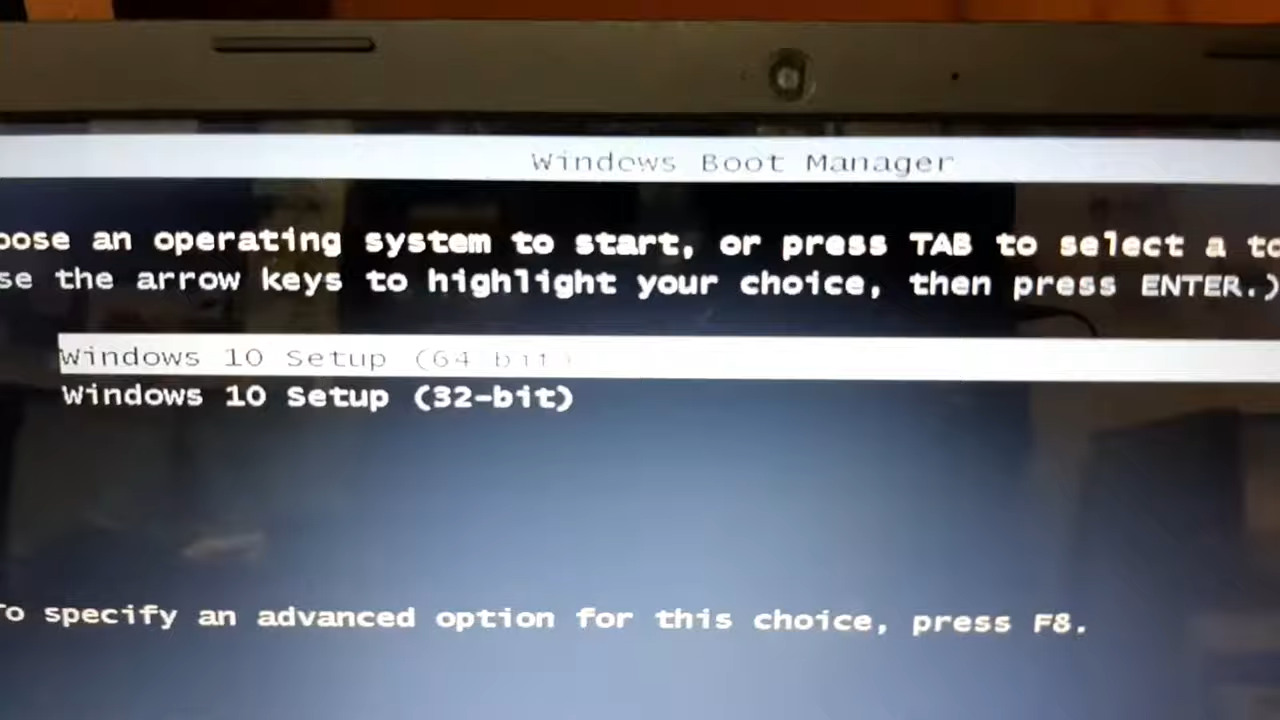 Windows Boot Manager
oose an operating system to start, or press TAB to select a to
se the arrow keys to highlight your choice, then press ENTER.)
Windows 10 Setup (64 bit)
Windows 10 Setup (32-bit)
To specify an advanced option for this choice, press F8.